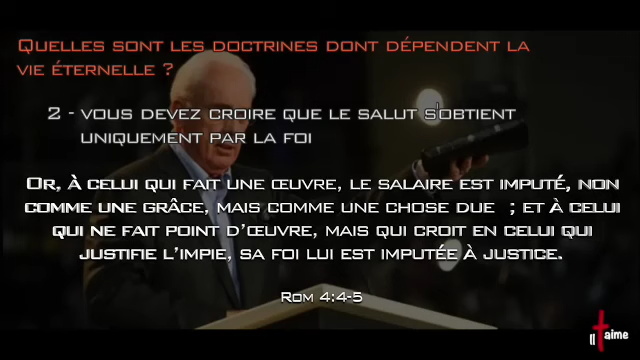 Quelles sont les doctrines dont dépendent la
vie éternelle ?
2 - vous devez croire que le salut s'obtient
uniquement par la foi
Or, à celui qui fait une œuvre, le salaire est imputé, non
comme une grâce, mais comme une chose due ; et à celui
qui ne fait point d'œuvre, mais qui croit en celui qui
justifie l'impie, sa foi lui est imputée à justice.
Rom 4:4-5
Il t'aime